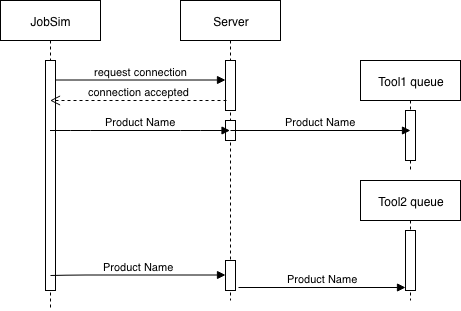 JobSim
Server
request connection
Tool1 queue
connection accepted
Product Name
Product Name
Tool2 queue
Product Name
Product Name